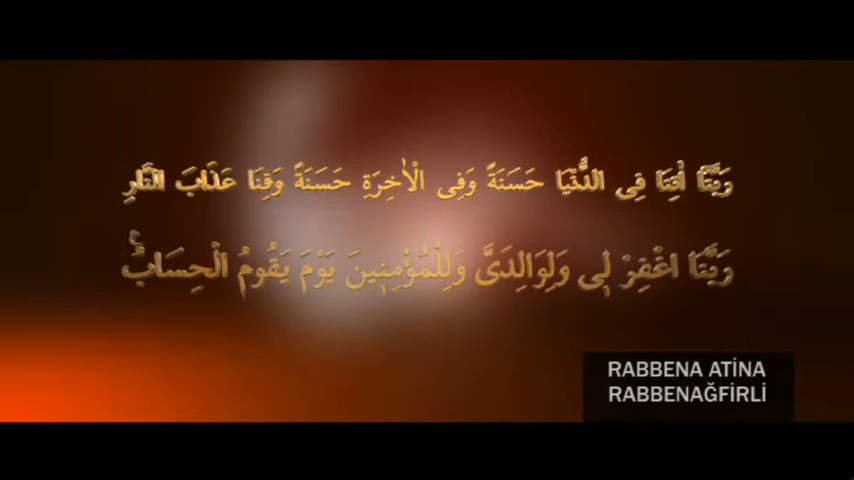 رَبَّنَا اٰتِنَا فِى الدُّنْيَا حَسَنَةً وَفِى الْاٰخِرَةِ حَسَنَةً وَقِنَا عَذَابَ النَّارِ
رَبَّنَا اغْفِرْ لٖى وَلِوَالِدَىَّ وَلِلْمُؤْمِنٖينَ يَوْمَ يَقُومُ الْحِسَابُ
RABBENA ATİNA
RABBENAĞFİRLİ